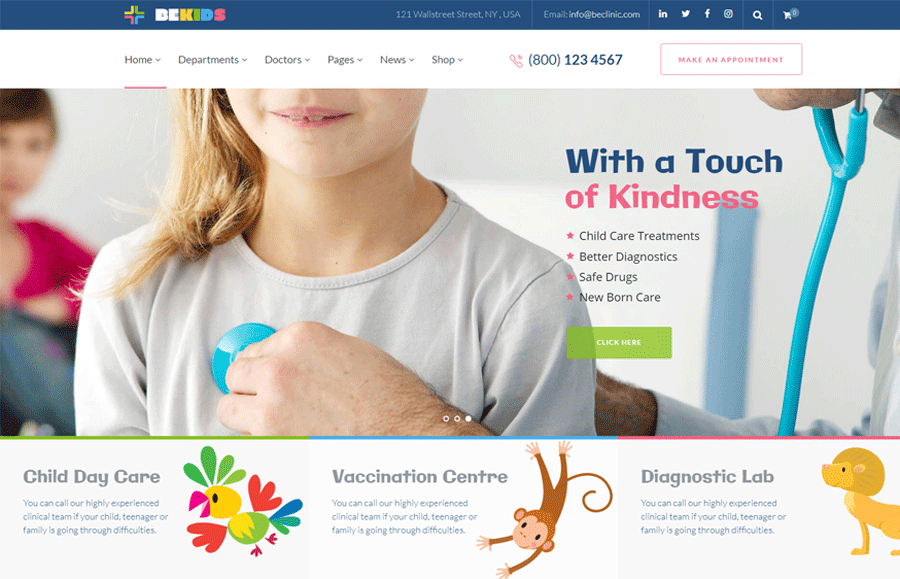 BEKIDS
121 Wallstreet Street, NY , USA
Email: info@beclinic.com
0
Home
Departments
Doctors
Pages
News
Shop
(800) 123 4567
MAKE AN APPOINTMENT
With a Touch
of Kindness
Child Care Treatments
Better Diagnostics
Safe Drugs
New Born Care
CLICK HERE
Child Day Care
You can call our highly experienced
clinical team if your child, teenager or
family is going through difficulties.
Vaccination Centre
You can call our highly experienced
clinical team if your child, teenager or
family is going through difficulties.
Diagnostic Lab
You can call our highly experienced
clinical team if your child, teenager or
family is going through difficulties.